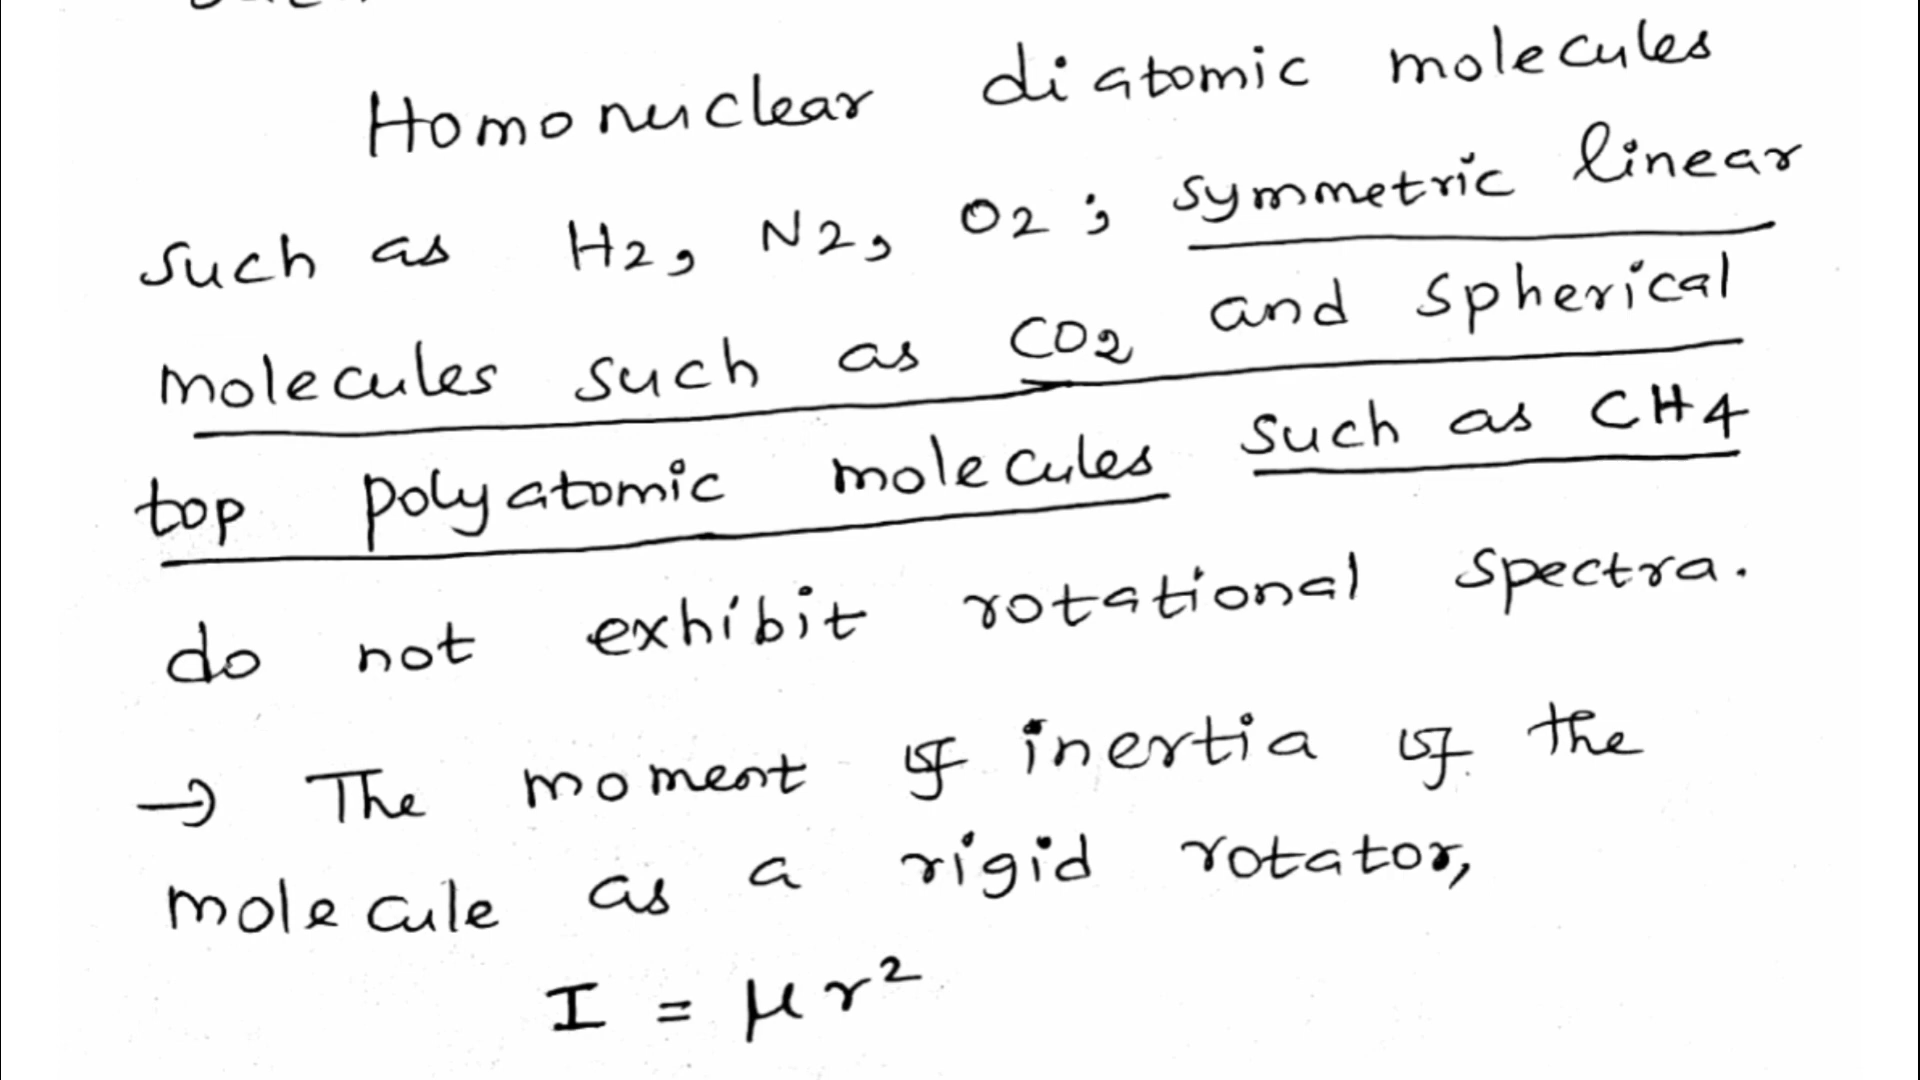 Homonuclear diatomic molecules
such as H2, N2, O2; symmetric linear
molecules such as CO2 and spherical
top polyatomic molecules such as CH4
do not exhibit rotational spectra.
→ The moment of inertia of the
molecule as a rigid rotator,
I = μr²